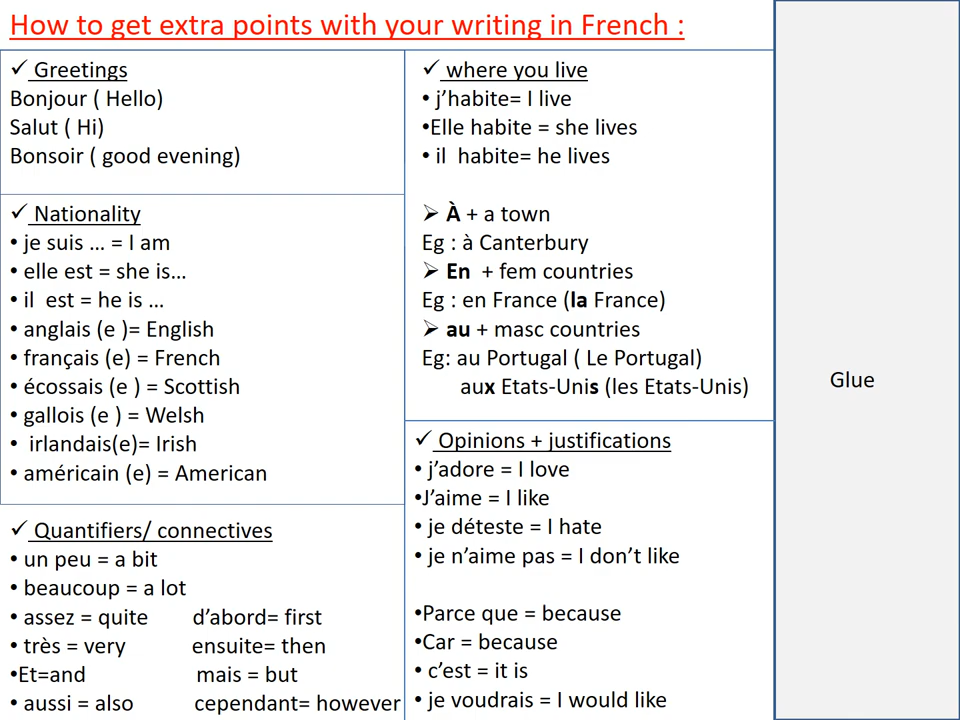 How to get extra points with your writing in French :
✓ Greetings
Bonjour ( Hello)
Salut ( Hi)
Bonsoir ( good evening)
✓ Nationality
• je suis … = I am
• elle est = she is…
• il  est = he is …
• anglais (e )= English
• français (e) = French
• écossais (e ) = Scottish
• gallois (e ) = Welsh
•  irlandais(e)= Irish
• américain (e) = American
✓ Quantifiers/ connectives
• un peu = a bit
• beaucoup = a lot
• assez = quite        d’abord= first
• très = very           ensuite= then
•Et=and                  mais = but
• aussi = also          cependant= however
✓ where you live
• j’habite= I live
•Elle habite = she lives
• il  habite= he lives
➢ À + a town
Eg : à Canterbury
➢ En  + fem countries
Eg : en France (la France)
➢ au + masc countries
Eg: au Portugal ( Le Portugal)
aux Etats-Unis (les Etats-Unis)
✓ Opinions + justifications
• j’adore = I love
•J’aime = I like
• je déteste = I hate
• je n’aime pas = I don’t like
•Parce que = because
•Car = because
• c’est = it is
• je voudrais = I would like
Glue